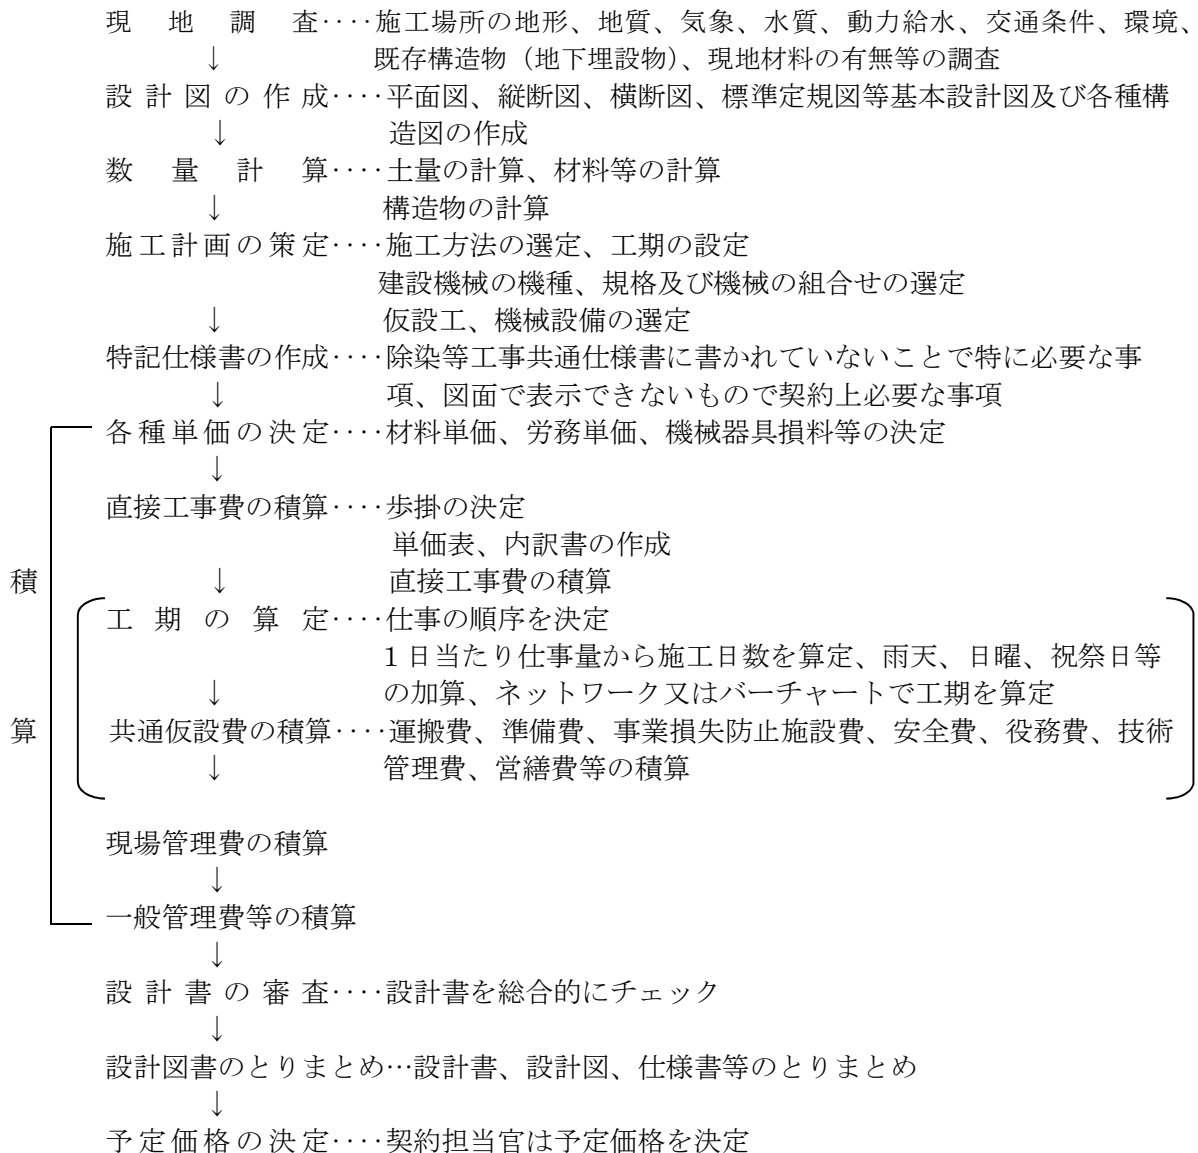 現地調査････施工場所の地形、地質、気象、水質、動力給水、交通条件、環境、
↓ 既存構造物（地下埋設物）、現地材料の有無等の調査
設計図の作成････平面図、縦断図、横断図、標準定規図等基本設計図及び各種構
↓ 造図の作成
数量計算････土量の計算、材料等の計算
↓ 構造物の計算
施工計画の策定････施工方法の選定、工期の設定
建設機械の機種、規格及び機械の組合せの選定
↓ 仮設工、機械設備の選定
特記仕様書の作成････除染等工事共通仕様書に書かれていないことで特に必要な事
↓ 項、図面で表示できないもので契約上必要な事項
各種単価の決定････材料単価、労務単価、機械器具損料等の決定
↓
直接工事費の積算････歩掛の決定
単価表、内訳書の作成
積 ↓ 直接工事費の積算
工期の算定････仕事の順序を決定
1日当たり仕事量から施工日数を算定、雨天、日曜、祝祭日等
↓ の加算、ネットワーク又はバーチャートで工期を算定
算 共通仮設費の積算････運搬費、準備費、事業損失防止施設費、安全費、役務費、技術
↓ 管理費、営繕費等の積算
現場管理費の積算
↓
一般管理費等の積算
↓
設計書の審査････設計書を総合的にチェック
↓
設計図書のとりまとめ…設計書、設計図、仕様書等のとりまとめ
↓
予定価格の決定････契約担当官は予定価格を決定